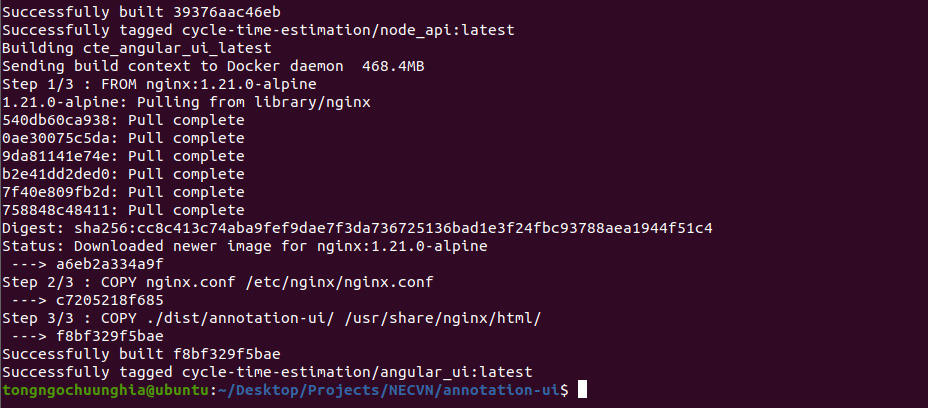 Successfully built 39376aac46eb
Successfully tagged cycle-time-estimation/node_api:latest
Building cte_angular_ui_latest
Sending build context to Docker daemon  468.4MB
Step 1/3 : FROM nginx:1.21.0-alpine
1.21.0-alpine: Pulling from library/nginx
540db60ca938: Pull complete
0ae30075c5da: Pull complete
9da81141e74e: Pull complete
b2e41dd2ded0: Pull complete
7f40e809fb2d: Pull complete
758848c48411: Pull complete
Digest: sha256:cc8c413c74aba9fef9dae7f3da736725136bad1e3f24fbc93788aea1944f51c4
Status: Downloaded newer image for nginx:1.21.0-alpine
 ---> a6eb2a334a9f
Step 2/3 : COPY nginx.conf /etc/nginx/nginx.conf
 ---> c7205218f685
Step 3/3 : COPY ./dist/annotation-ui/ /usr/share/nginx/html/
 ---> f8bf329f5bae
Successfully built f8bf329f5bae
Successfully tagged cycle-time-estimation/angular_ui:latest
tongngochuunghia@ubuntu:~/Desktop/Projects/NECVN/annotation-ui$